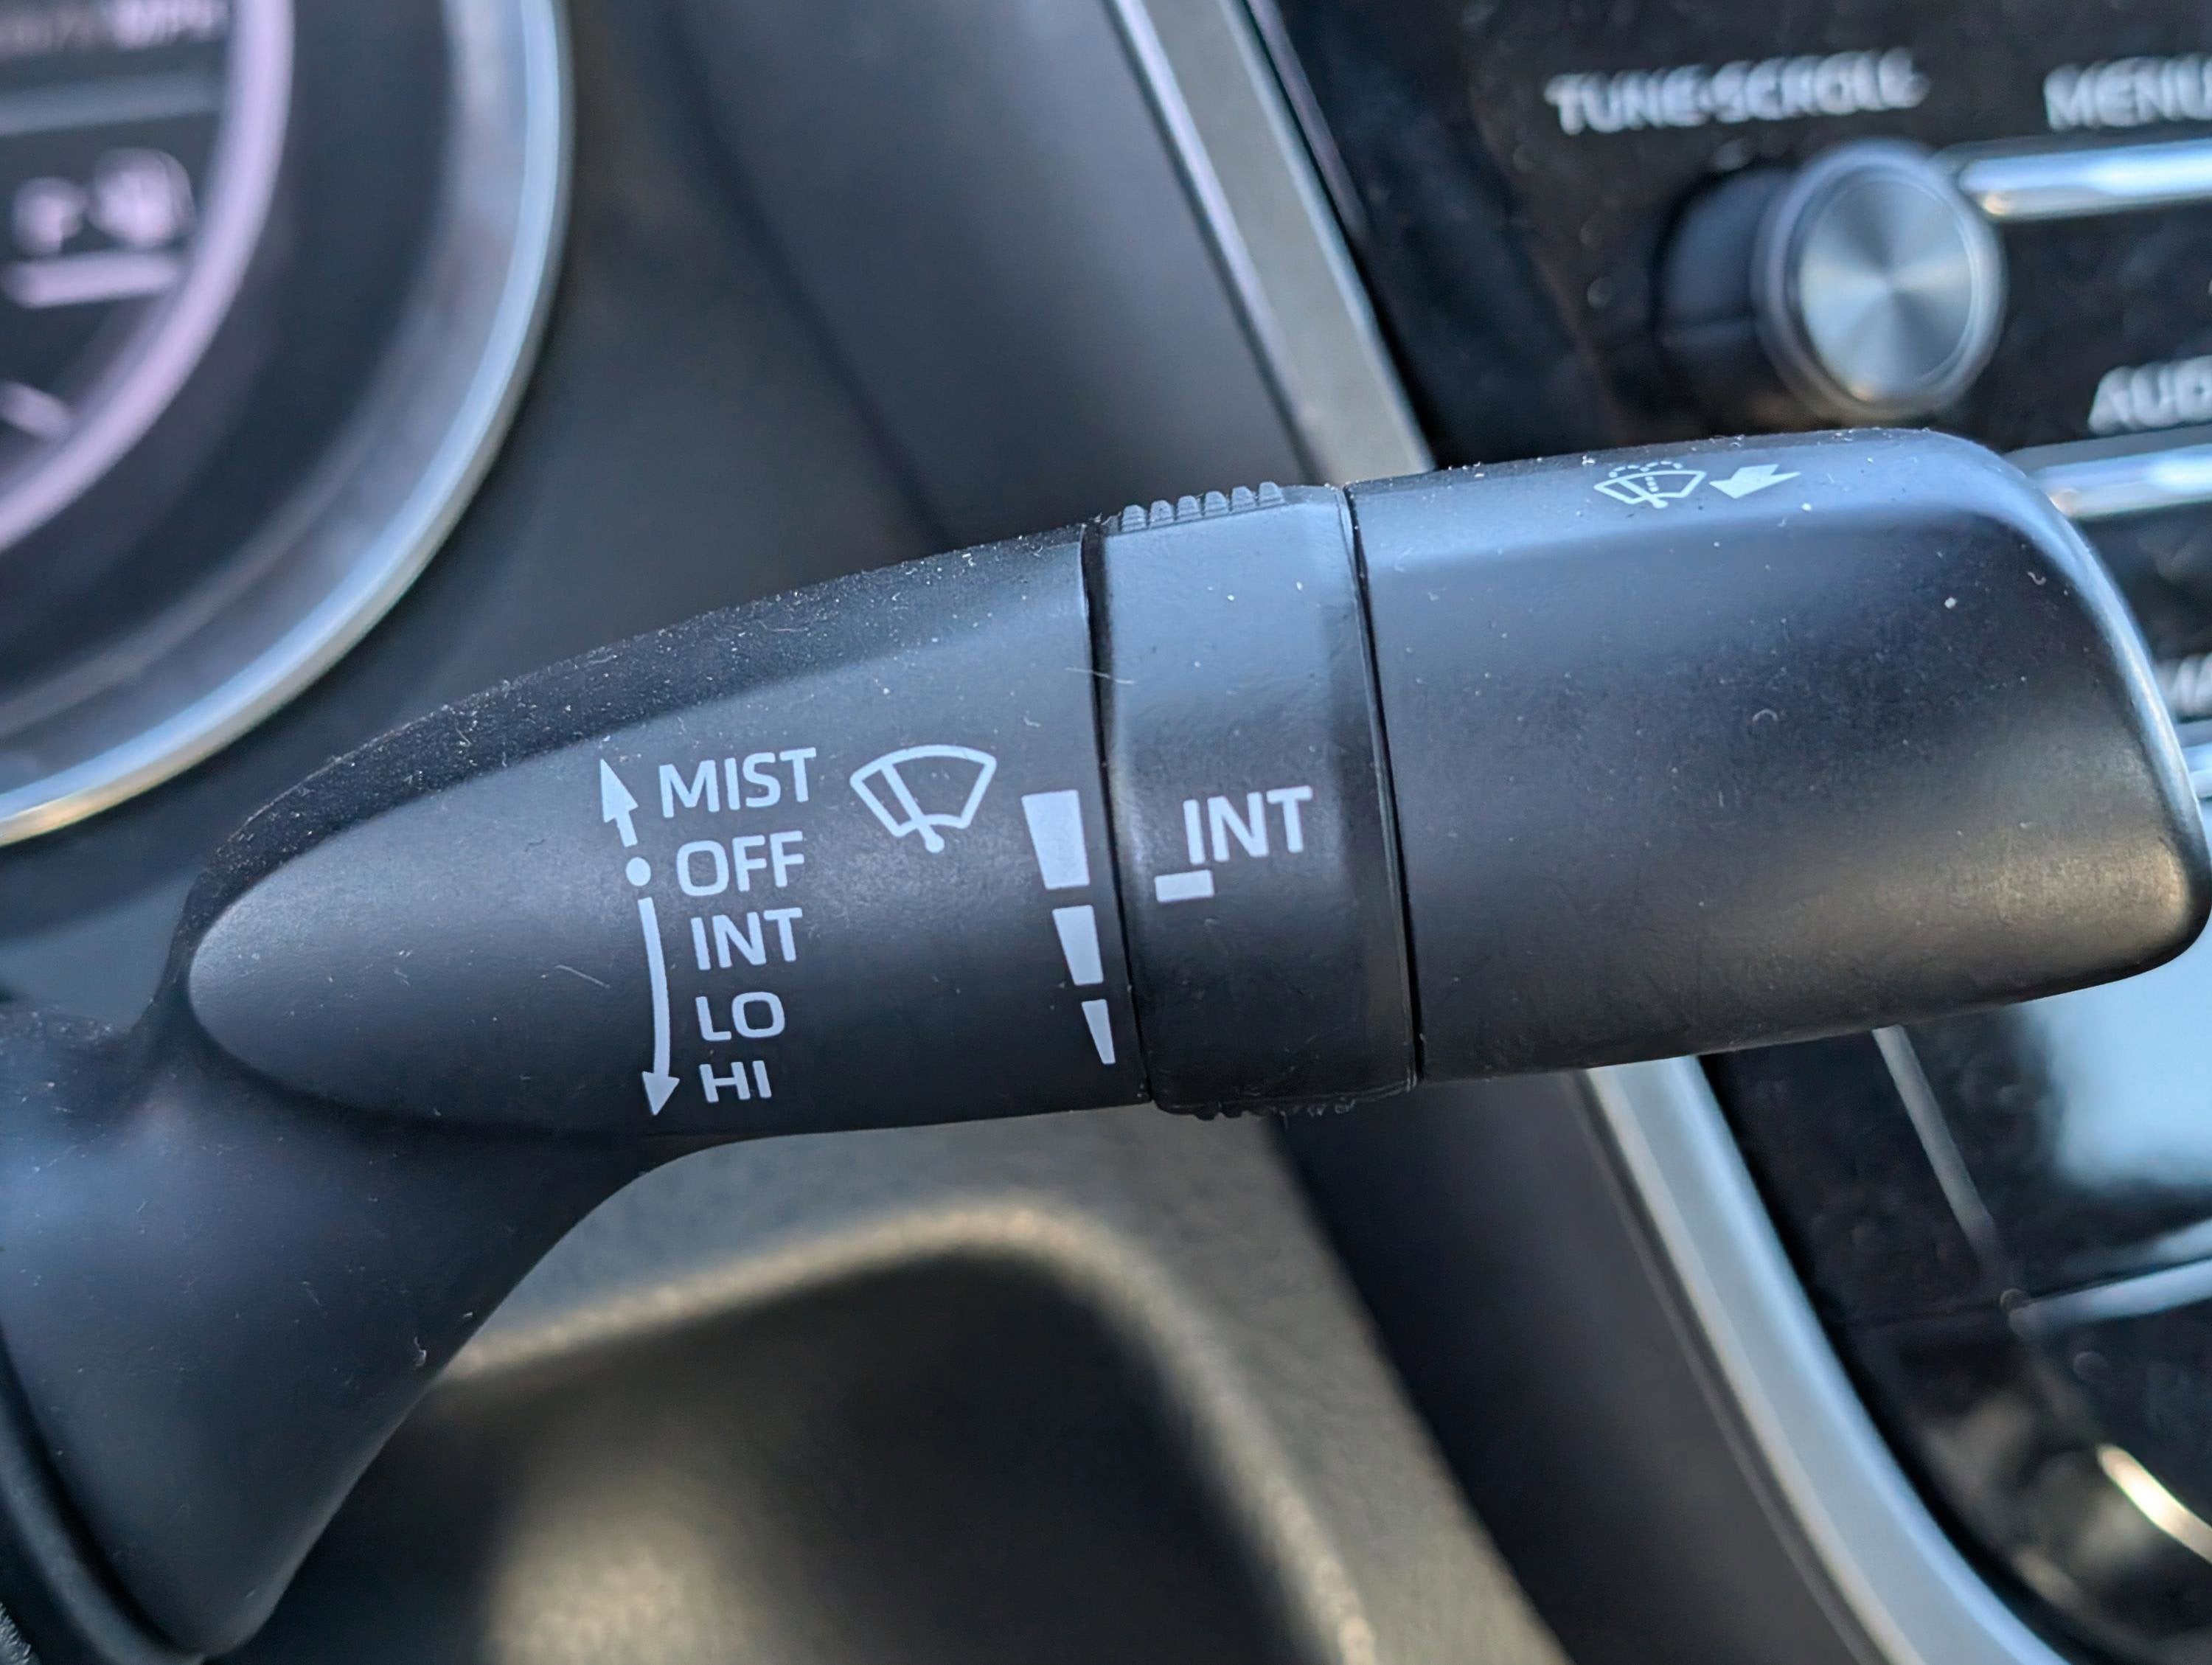 TUNE·SCROLL
MENU
MIST
OFF
INT
LO
HI
INT